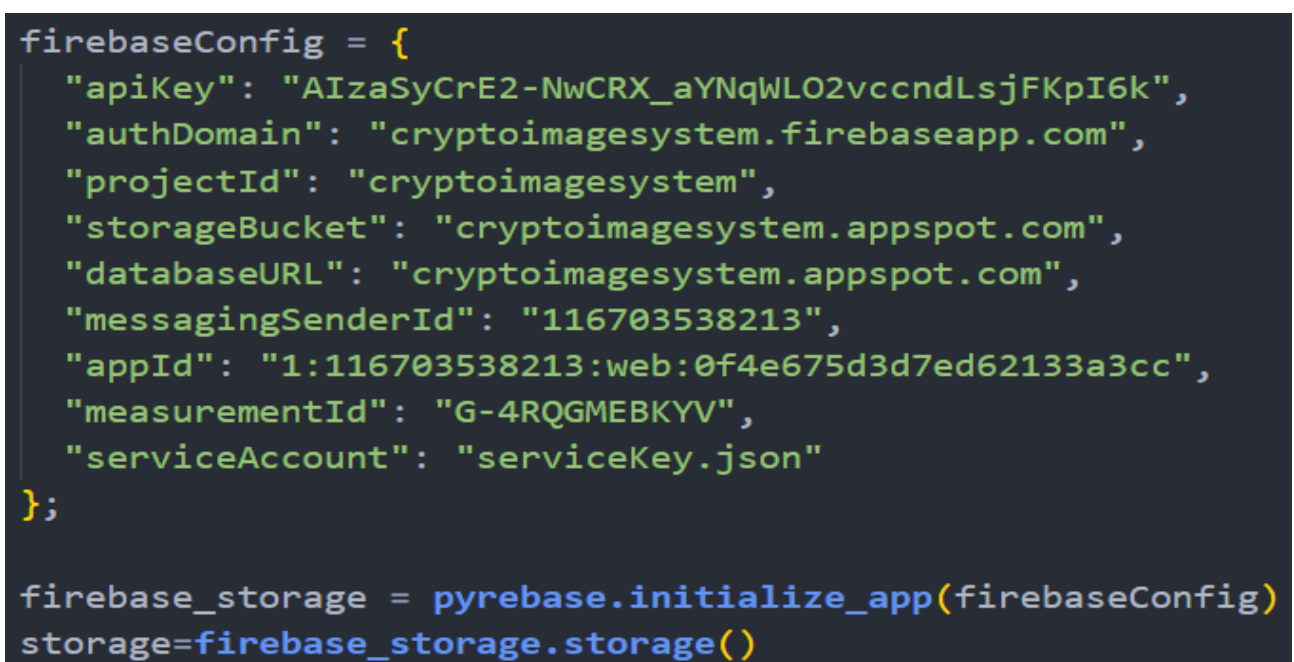 firebaseConfig = {
"apiKey": "AIzaSyCrE2-NwCRX_aYNqWLO2vccndLsjFKpI6k",
"authDomain": "cryptoimagesystem.firebaseapp.com",
"projectId": "cryptoimagesystem",
"storageBucket": "cryptoimagesystem.appspot.com",
"databaseURL": "cryptoimagesystem.appspot.com",
"messagingSenderId": "116703538213",
"appId": "1:116703538213:web:0f4e675d3d7ed62133a3cc",
"measurementId": "G-4RQGMEBKYV",
"serviceAccount": "serviceKey.json"
};
firebase_storage = pyrebase.initialize_app(firebaseConfig)
storage=firebase_storage.storage()